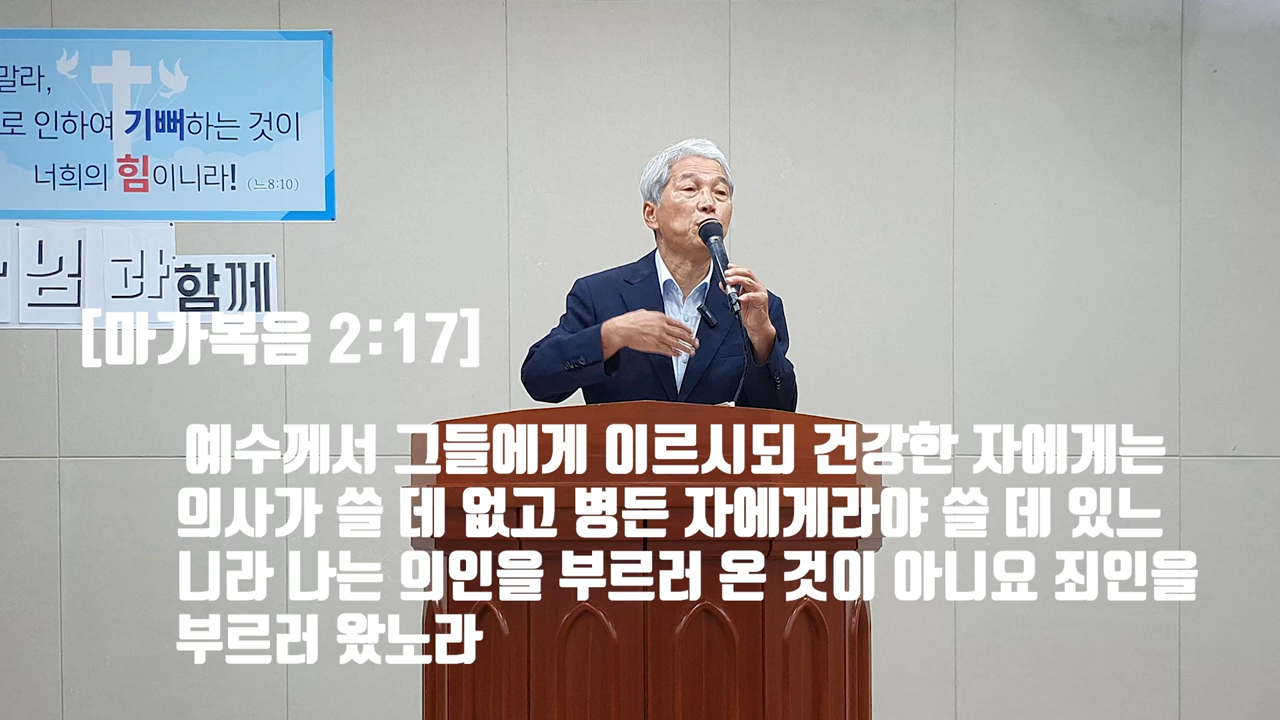 말라,
로 인하여 기뻐하는 것이
너희의 힘이니라! (느8:10)
님과함께
[마가복음 2:17]
예수께서 그들에게 이르시되 건강한 자에게는
의사가 쓸 데 없고 병든 자에게라야 쓸 데 있느
니라 나는 의인을 부르러 온 것이 아니요 죄인을
부르러 왔노라